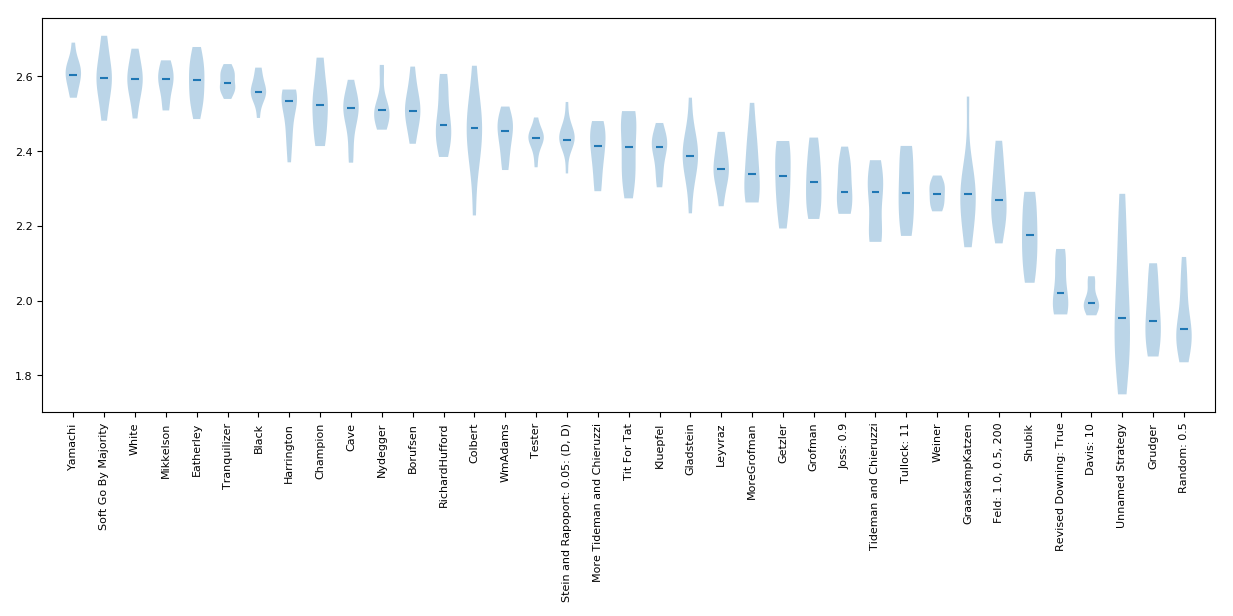 2.6
2.4
2.2
2.0
1.8
Yamachi
Soft Go By Majority
White
Mikkelson
Eatherley
Tranquilizer
Black
Harrington
Champion
Cave
Nydegger
Borufsen
RichardHufford
Colbert
WmAdams
Tester
Stein and Rapoport: 0.05: (D, D)
More Tideman and Chieruzzi
Tit For Tat
Kluepfel
Gladstein
Leyvraz
MoreGrofman
Getzler
Grofman
Joss: 0.9
Tideman and Chieruzzi
Tullock: 11
Weiner
GraaskampKatzen
Feld: 1.0, 0.5, 200
Shubik
Revised Downing: True
Davis: 10
Unnamed Strategy
Grudger
Random: 0.5